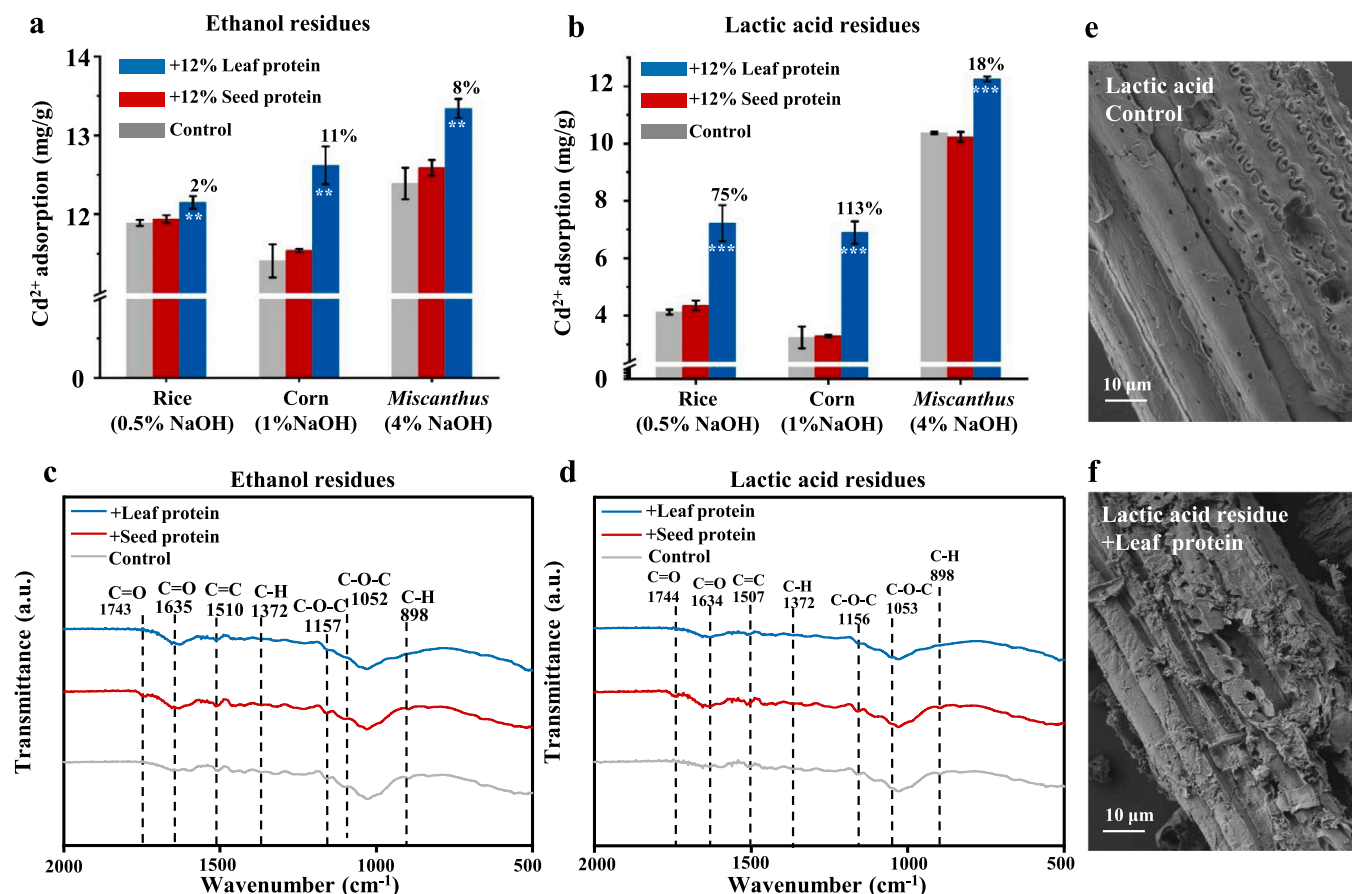 a
Ethanol residues
+12% Leaf protein
+12% Seed protein
Control
14
13
12
0
Cd²⁺ adsorption (mg/g)
2%
**
11%
**
8%
**
Rice
(0.5% NaOH)
Corn
(1%NaOH)
Miscanthus
(4% NaOH)
b
Lactic acid residues
+12% Leaf protein
+12% Seed protein
Control
12
10
8
6
4
0
Cd²⁺ adsorption (mg/g)
75%
***
113%
***
18%
***
Rice
(0.5% NaOH)
Corn
(1% NaOH)
Miscanthus
(4% NaOH)
e
Lactic acid
Control
10 µm
c
Ethanol residues
+Leaf protein
+Seed protein
Control
C=O
1743
C=O
1635
C=C
1510
C-H
1372
C-O-C
1157
C-O-C
1052
C-H
898
Transmittance (a.u.)
2000
1500
1000
500
Wavenumber (cm⁻¹)
d
Lactic acid residues
+Leaf protein
+Seed protein
Control
C=O
1744
C=O
1634
C=C
1507
C-H
1372
C-O-C
1156
C-O-C
1053
C-H
898
Transmittance (a.u.)
2000
1500
1000
500
Wavenumber (cm⁻¹)
f
Lactic acid residue
+Leaf protein
10 µm